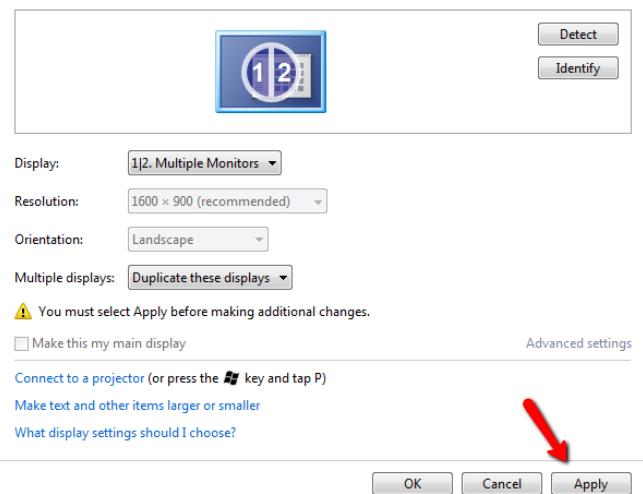 Detect
1|2
Identify
Display: 1|2. Multiple Monitors
Resolution: 1600 × 900 (recommended)
Orientation: Landscape
Multiple displays: Duplicate these displays
You must select Apply before making additional changes.
Make this my main display Advanced settings
Connect to a projector (or press the key and tap P)
Make text and other items larger or smaller
What display settings should I choose?
OK Cancel Apply